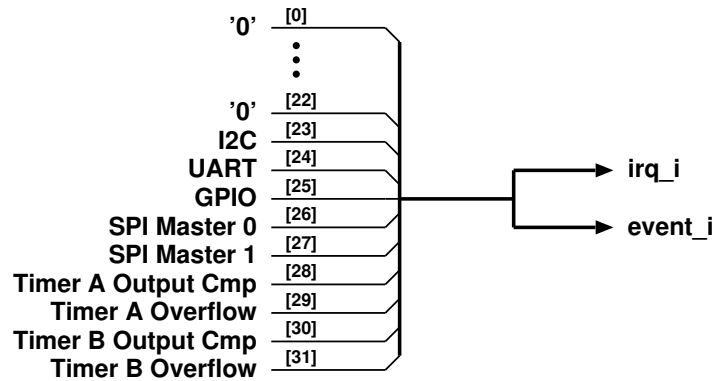 '0' [0]
'0' [22]
I2C [23]
UART [24]
GPIO [25]
SPI Master 0 [26]
SPI Master 1 [27]
Timer A Output Cmp [28]
Timer A Overflow [29]
Timer B Output Cmp [30]
Timer B Overflow [31]
irq_i
event_i